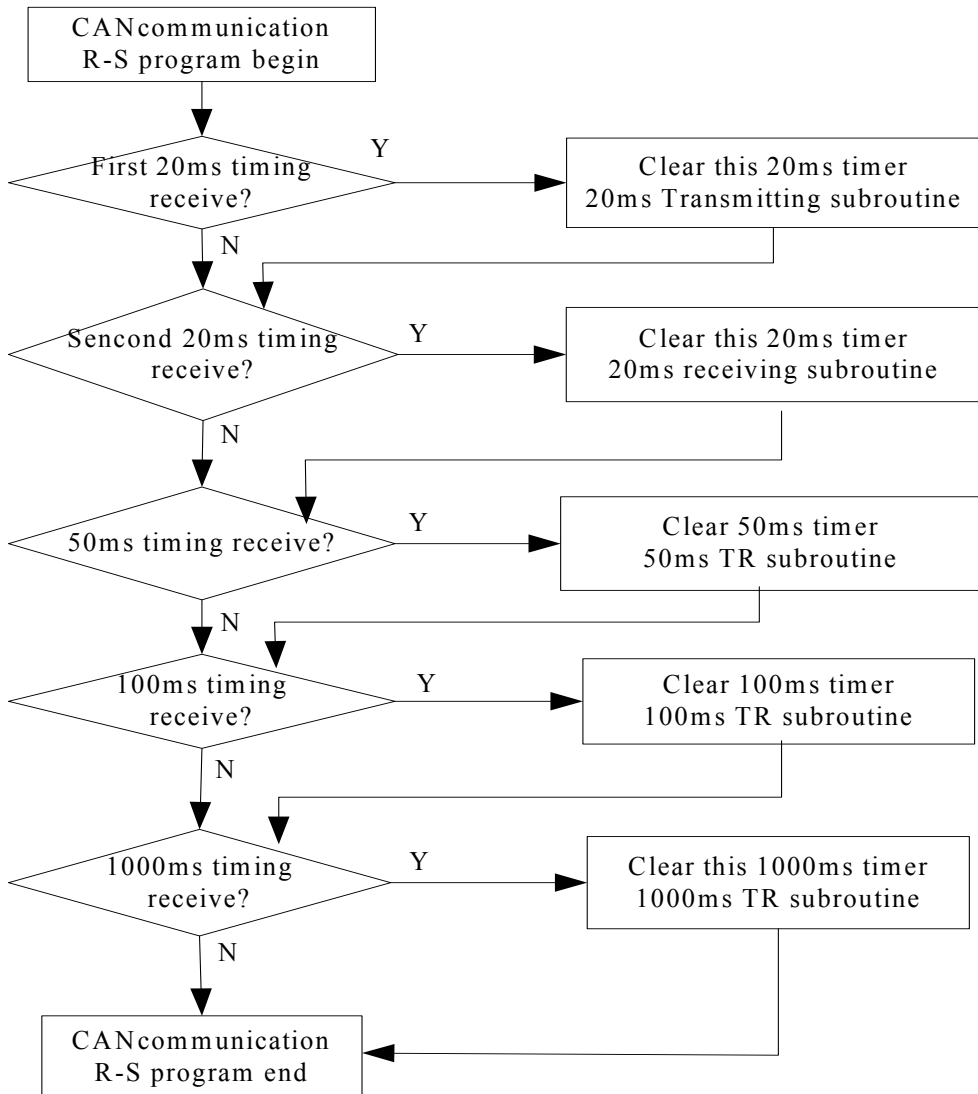 CANcommunication
R-S program begin
First 20ms timing
receive?
Y
Clear this 20ms timer
20ms Transmitting subroutine
N
Sencond 20ms timing
receive?
Y
Clear this 20ms timer
20ms receiving subroutine
N
50ms timing receive?
Y
Clear 50ms timer
50ms TR subroutine
N
100ms timing
receive?
Y
Clear 100ms timer
100ms TR subroutine
N
1000ms timing
receive?
Y
Clear this 1000ms timer
1000ms TR subroutine
N
CANcommunication
R-S program end